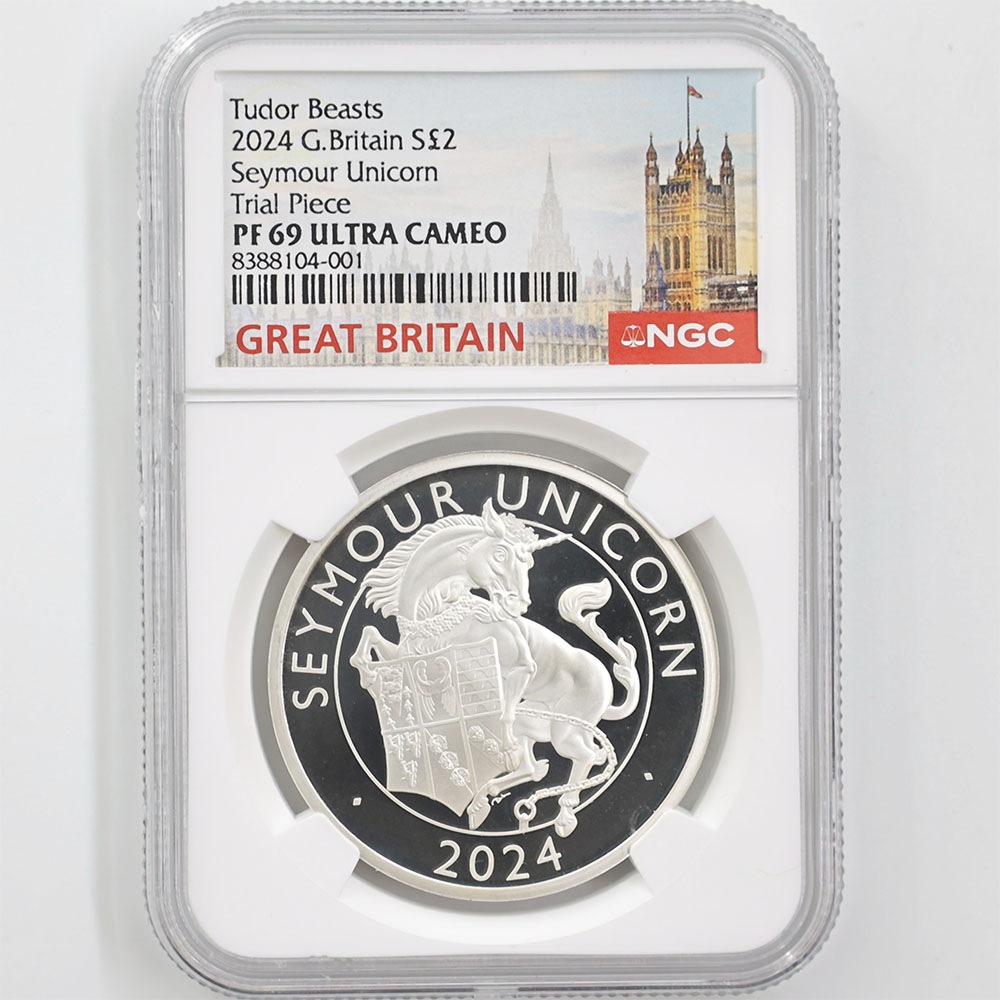 Tudor Beasts
2024 G.Britain S£2
Seymour Unicorn
Trial Piece
PF 69 ULTRA CAMEO
8388104-001
GREAT BRITAIN
NGC
SEYMOUR UNICORN
2024